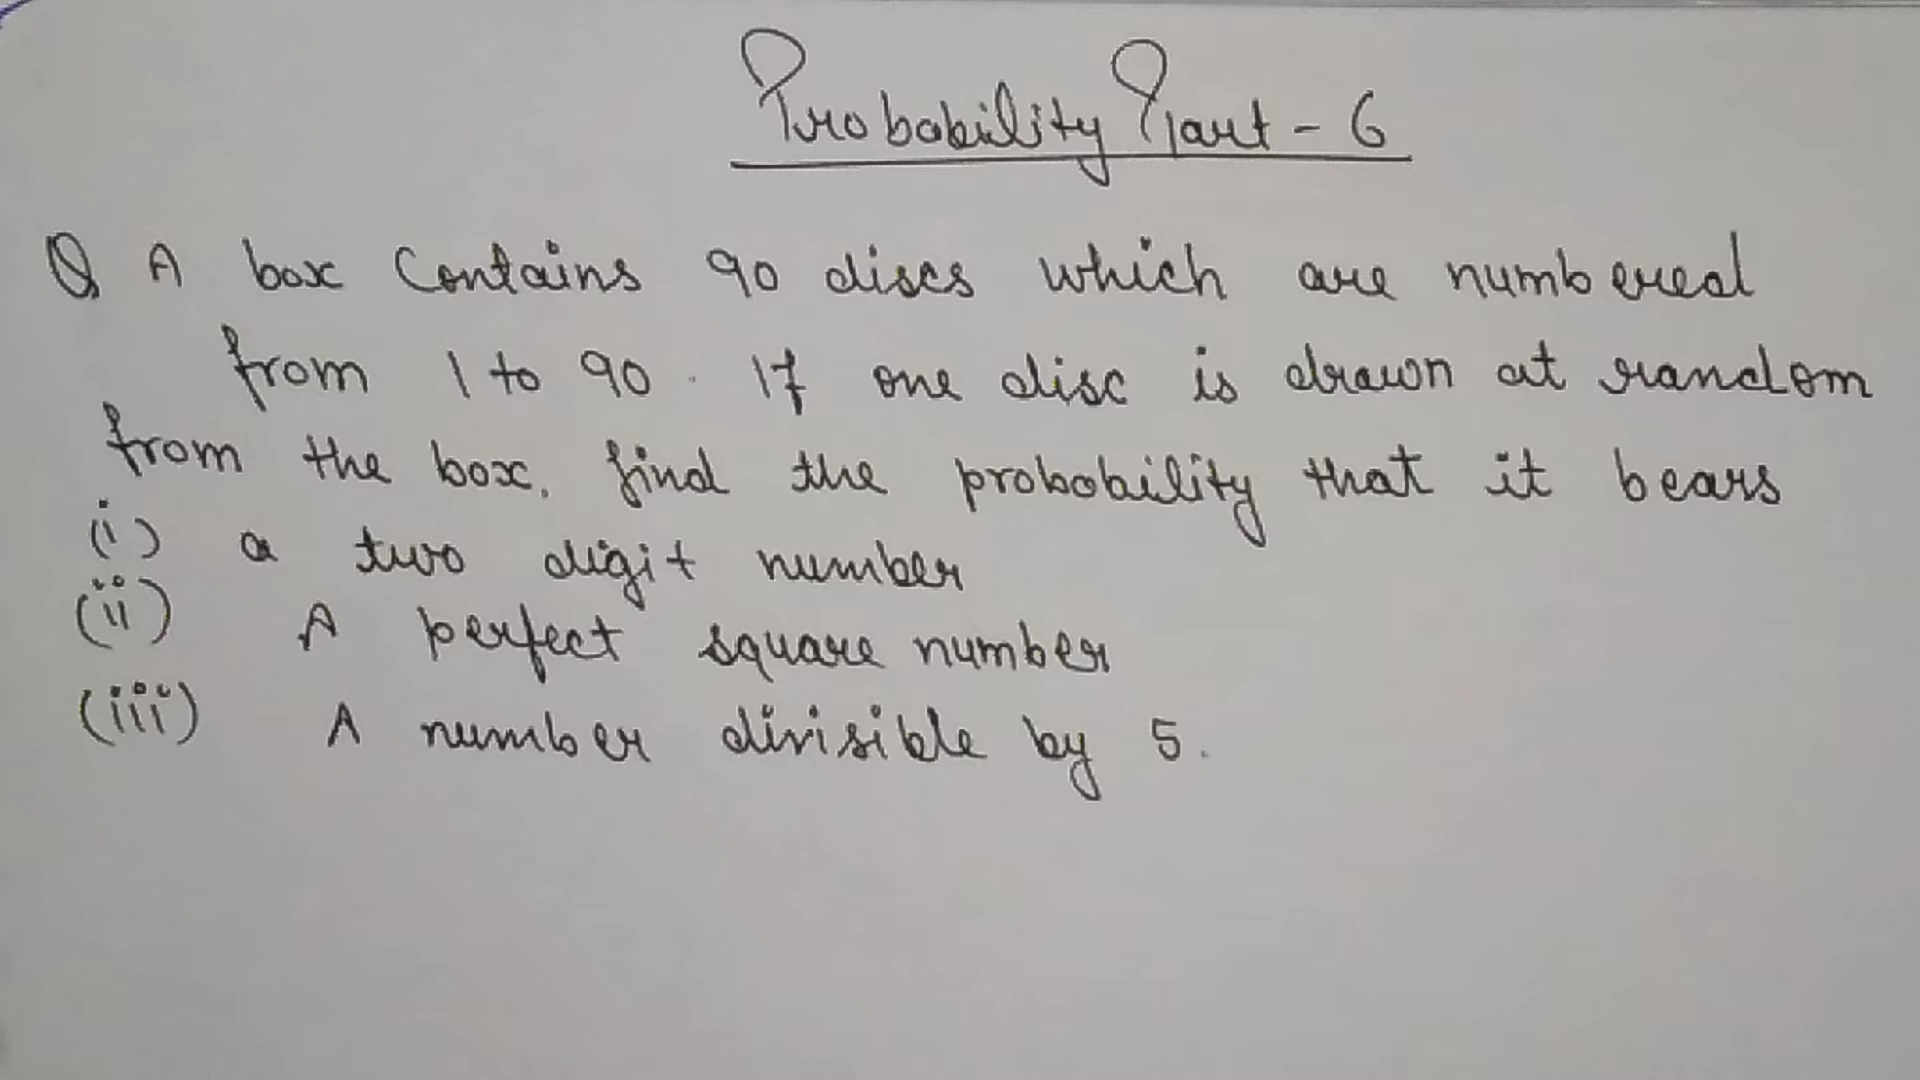 Probability Part - 6
Q A box Contains 90 discs which are numbered
from 1 to 90. If one disc is drawn at random
from the box, find the probability that it bears
(i) a two digit number
(ii) A perfect square number
(iii) A number divisible by 5.